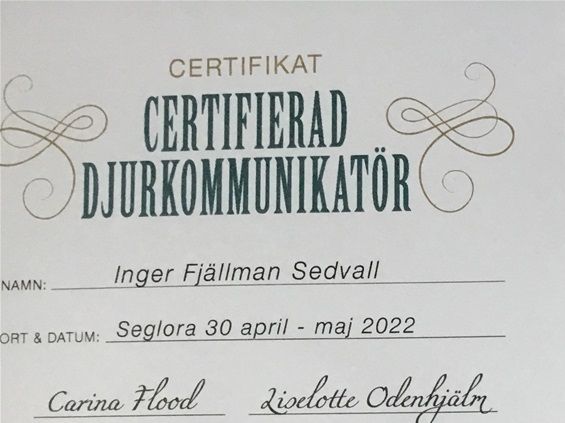 CERTIFIKAT
CERTIFIERAD
DJURKOMMUNIKATÖR
NAMN: Inger Fjällman Sedvall
ORT & DATUM: Seglora 30 april - maj 2022
Carina Flood Liselotte Odenhjälm